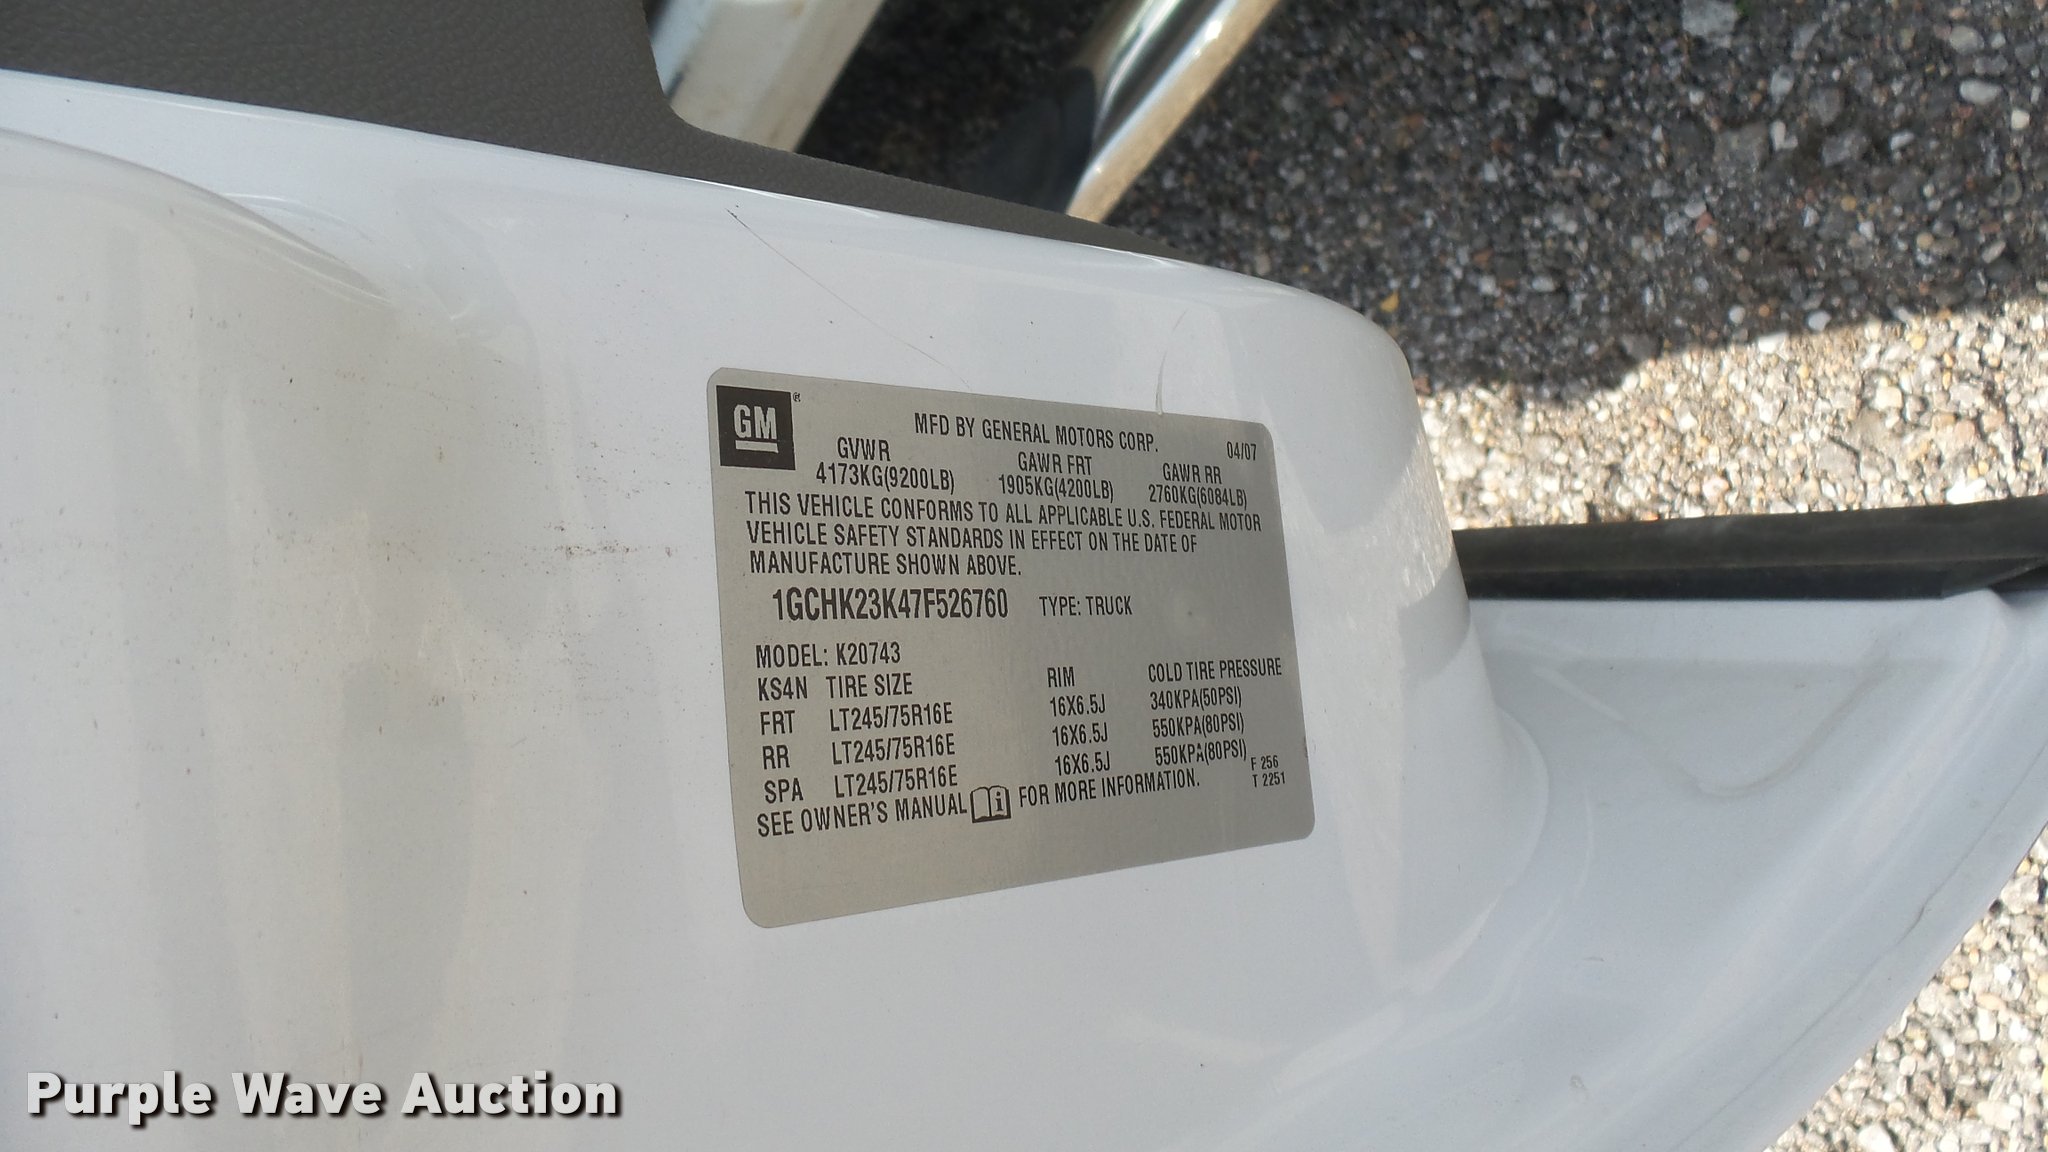 GM®
MFD BY GENERAL MOTORS CORP. 04/07
GVWR GAWR FRT GAWR RR
4173KG(9200LB) 1905KG(4200LB) 2760KG(6084LB)
THIS VEHICLE CONFORMS TO ALL APPLICABLE U.S. FEDERAL MOTOR
VEHICLE SAFETY STANDARDS IN EFFECT ON THE DATE OF
MANUFACTURE SHOWN ABOVE.
1GCHK23K47F526760 TYPE: TRUCK
MODEL: K20743
KS4N TIRE SIZE RIM COLD TIRE PRESSURE
FRT LT245/75R16E 16X6.5J 340KPA(50PSI)
RR LT245/75R16E 16X6.5J 550KPA(80PSI)
SPA LT245/75R16E 16X6.5J 550KPA(80PSI)
SEE OWNER'S MANUAL i FOR MORE INFORMATION.
F 256
T 2251
Purple Wave Auction